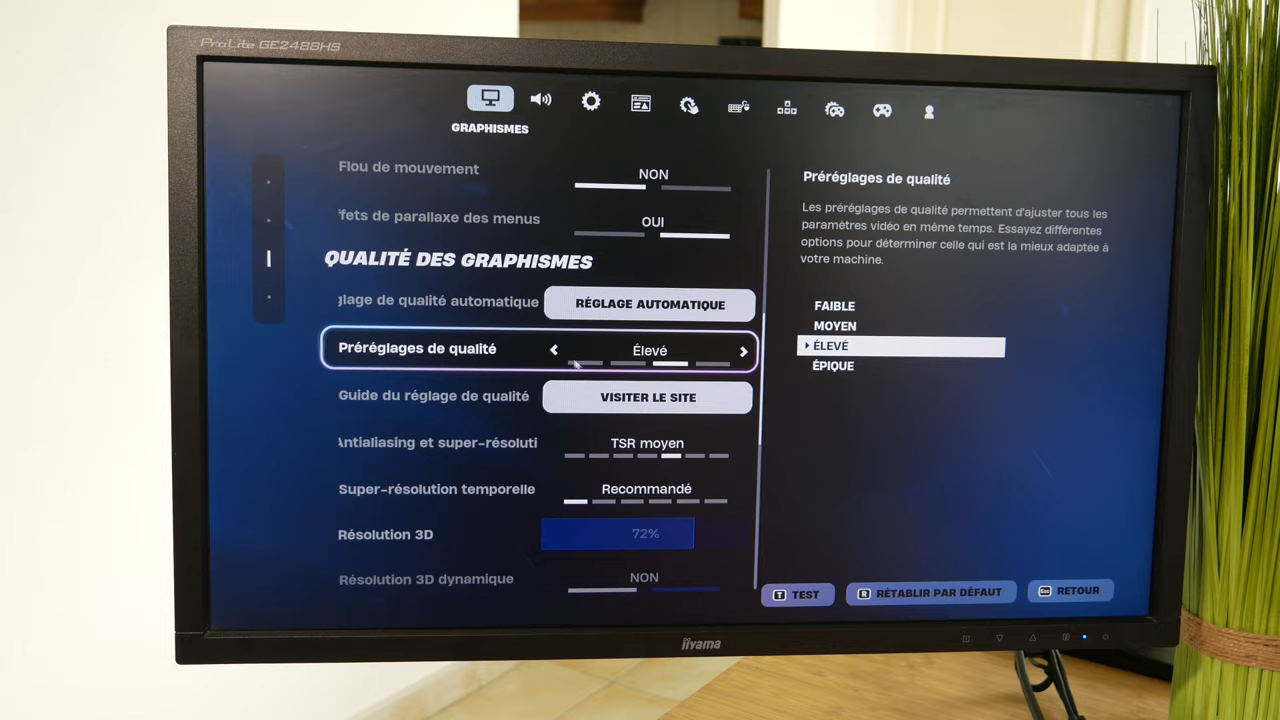 ProLite GE2488HS
GRAPHISMES
Flou de mouvement
NON
fets de parallaxe des menus
OUI
QUALITÉ DES GRAPHISMES
lage de qualité automatique
RÉGLAGE AUTOMATIQUE
Préréglages de qualité
Élevé
Guide du réglage de qualité
VISITER LE SITE
Antialiasing et super-résoluti
TSR moyen
Super-résolution temporelle
Recommandé
Résolution 3D
72%
Résolution 3D dynamique
NON
Préréglages de qualité
Les préréglages de qualité permettent d'ajuster tous les
paramètres vidéo en même temps. Essayez différentes
options pour déterminer celle qui est la mieux adaptée à
votre machine.
FAIBLE
MOYEN
ÉLEVÉ
ÉPIQUE
T TEST
R RÉTABLIR PAR DÉFAUT
Esc RETOUR
iiyama